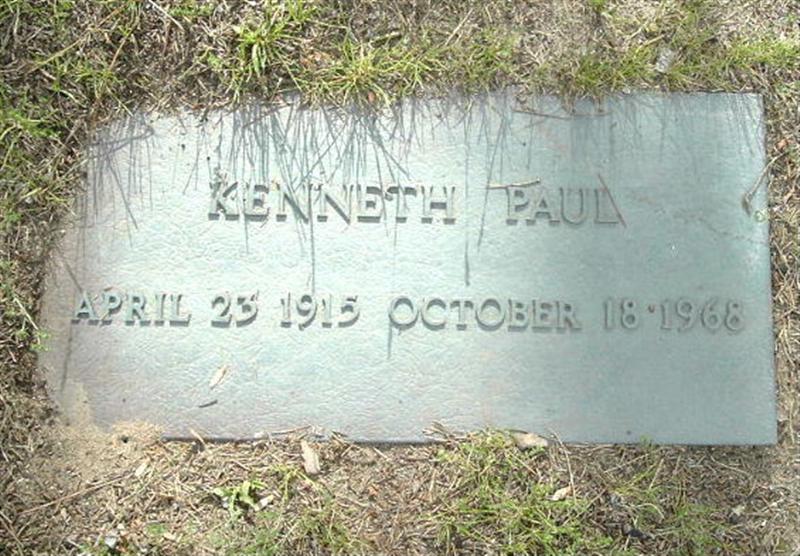 KENNETH PAUL
APRIL 23 1915 OCTOBER 18 1968